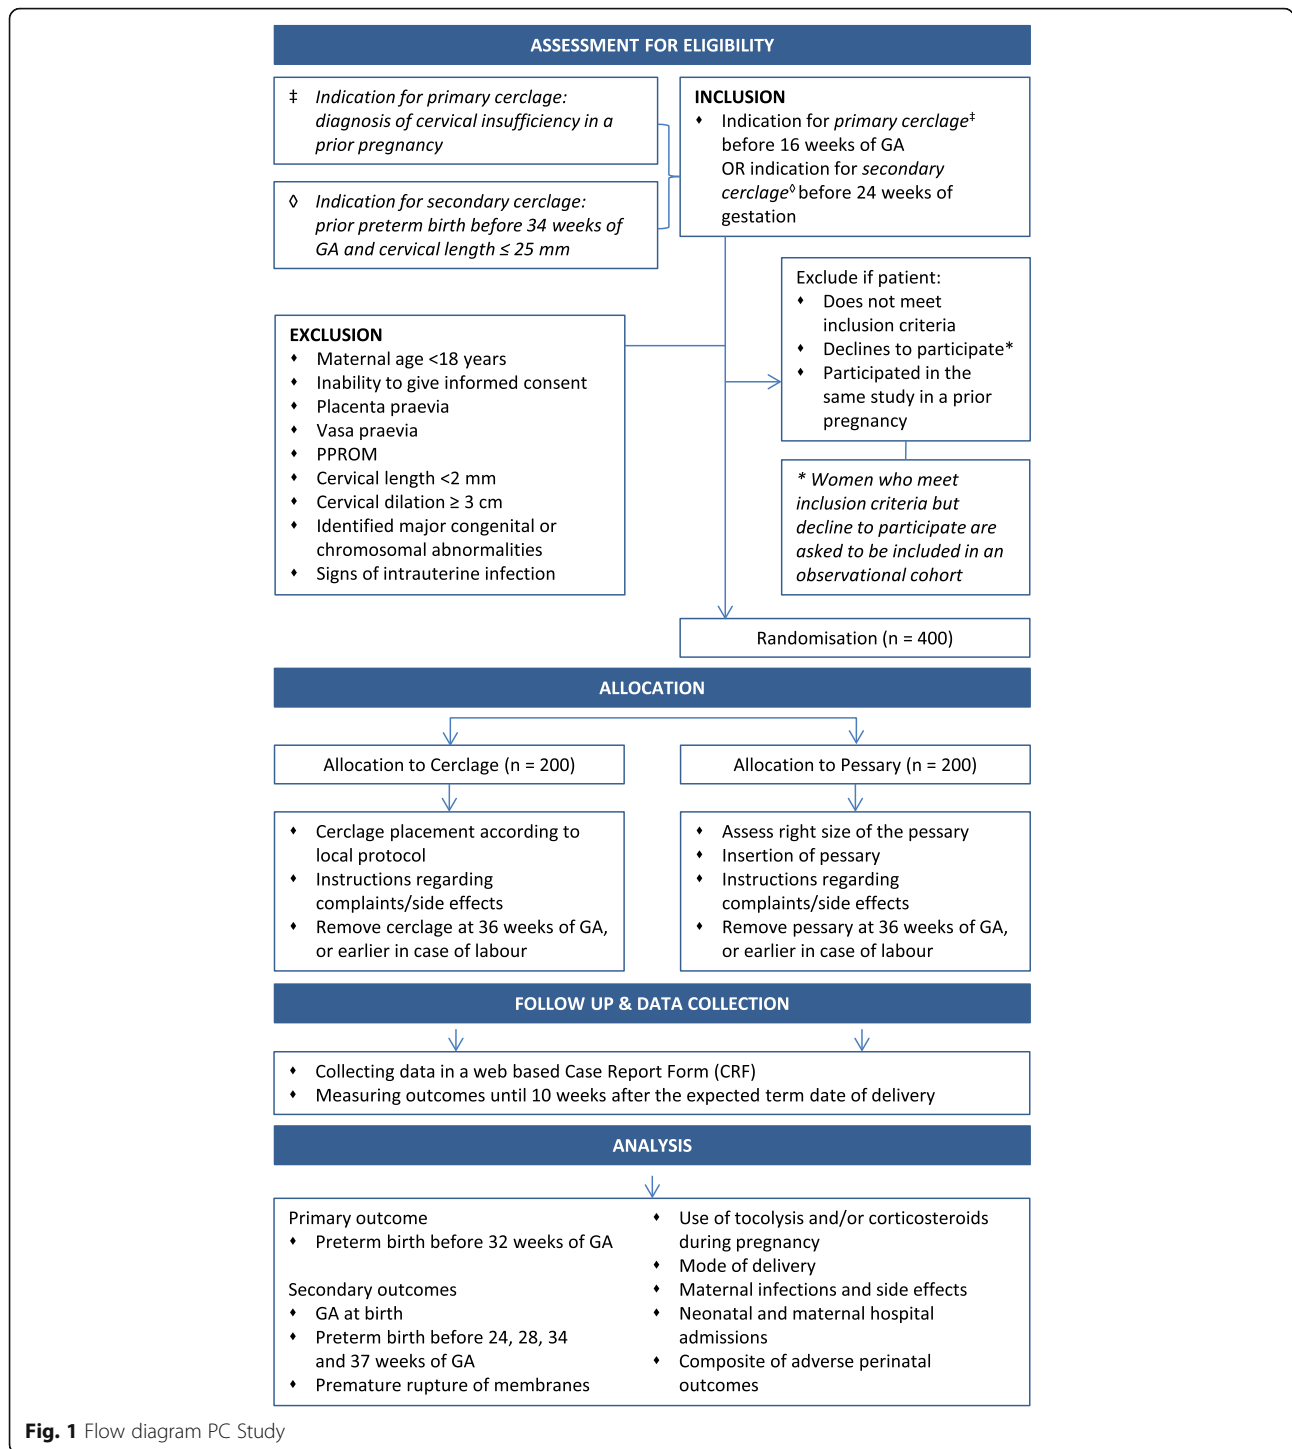 ASSESSMENT FOR ELIGIBILITY
‡ Indication for primary cerclage:
diagnosis of cervical insufficiency in a
prior pregnancy
◊ Indication for secondary cerclage:
prior preterm birth before 34 weeks of
GA and cervical length ≤ 25 mm
INCLUSION
♦ Indication for primary cerclage‡
before 16 weeks of GA
OR indication for secondary
cerclage◊ before 24 weeks of
gestation
Exclude if patient:
♦ Does not meet
inclusion criteria
♦ Declines to participate*
♦ Participated in the
same study in a prior
pregnancy
EXCLUSION
♦ Maternal age <18 years
♦ Inability to give informed consent
♦ Placenta praevia
♦ Vasa praevia
♦ PPROM
♦ Cervical length <2 mm
♦ Cervical dilation ≥ 3 cm
♦ Identified major congenital or
chromosomal abnormalities
♦ Signs of intrauterine infection
* Women who meet
inclusion criteria but
decline to participate are
asked to be included in an
observational cohort
Randomisation (n = 400)
ALLOCATION
Allocation to Cerclage (n = 200)
♦ Cerclage placement according to
local protocol
♦ Instructions regarding
complaints/side effects
♦ Remove cerclage at 36 weeks of GA,
or earlier in case of labour
Allocation to Pessary (n = 200)
♦ Assess right size of the pessary
♦ Insertion of pessary
♦ Instructions regarding
complaints/side effects
♦ Remove pessary at 36 weeks of GA,
or earlier in case of labour
FOLLOW UP & DATA COLLECTION
♦ Collecting data in a web based Case Report Form (CRF)
♦ Measuring outcomes until 10 weeks after the expected term date of delivery
ANALYSIS
Primary outcome
♦ Preterm birth before 32 weeks of GA
Secondary outcomes
♦ GA at birth
♦ Preterm birth before 24, 28, 34
and 37 weeks of GA
♦ Premature rupture of membranes
♦ Use of tocolysis and/or corticosteroids
during pregnancy
♦ Mode of delivery
♦ Maternal infections and side effects
♦ Neonatal and maternal hospital
admissions
♦ Composite of adverse perinatal
outcomes
Fig. 1 Flow diagram PC Study